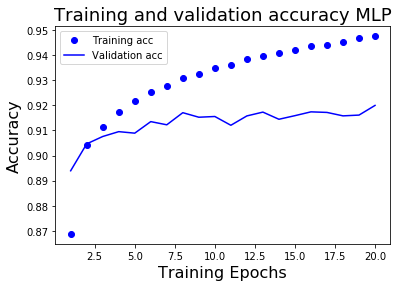 Training and validation accuracy MLP
Training acc
Validation acc
Accuracy
0.95
0.94
0.93
0.92
0.91
0.90
0.89
0.88
0.87
2.5 5.0 7.5 10.0 12.5 15.0 17.5 20.0
Training Epochs